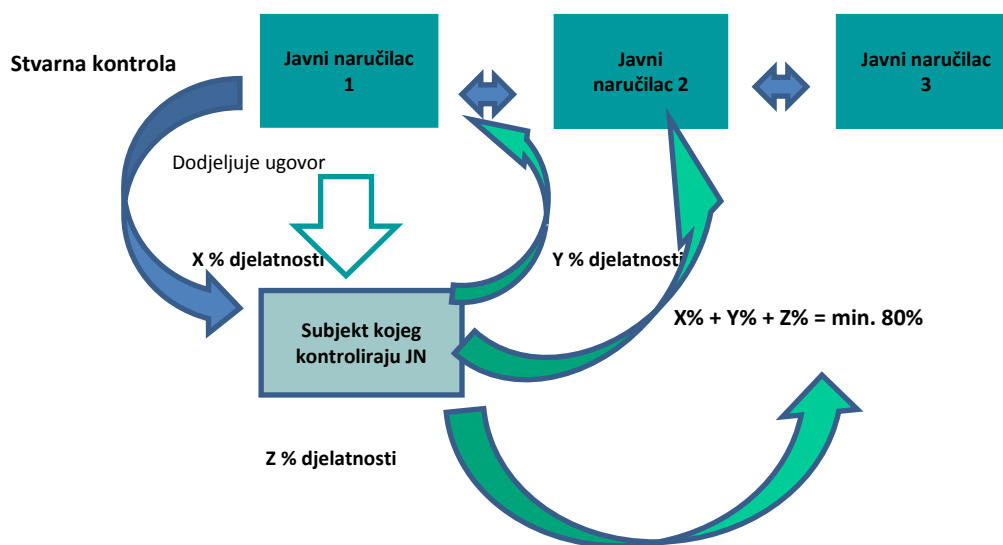 Stvarna kontrola
Javni naručilac
1
Javni
naručilac 2
Javni naručilac
3
Dodjeljuje ugovor
X % djelatnosti
Y % djelatnosti
Subjekt kojeg
kontroliraju JN
X% + Y% + Z% = min. 80%
Z % djelatnosti